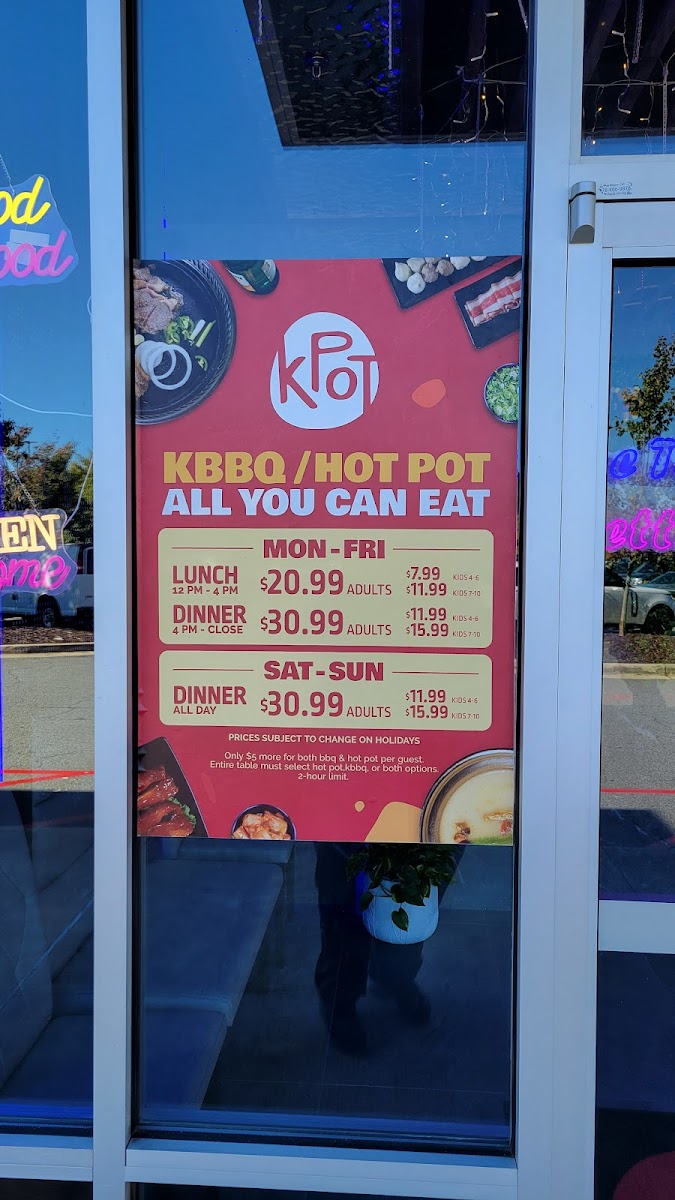 od
ood
EN
ome
KPOT
KBBQ / HOT POT
ALL YOU CAN EAT
MON - FRI
LUNCH
12 PM - 4 PM
$20.99 ADULTS
$7.99 KIDS 4-6
$11.99 KIDS 7-10
DINNER
4 PM - CLOSE
$30.99 ADULTS
$11.99 KIDS 4-6
$15.99 KIDS 7-10
SAT - SUN
DINNER
ALL DAY
$30.99 ADULTS
$11.99 KIDS 4-6
$15.99 KIDS 7-10
PRICES SUBJECT TO CHANGE ON HOLIDAYS
Only $5 more for both bbq & hot pot per guest.
Entire table must select hot pot,kbbq, or both options.
2-hour limit.